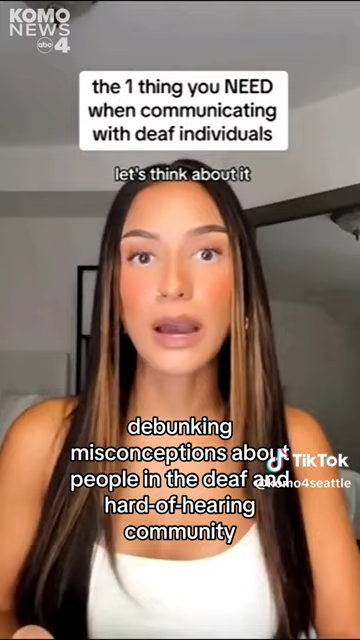 KOMO
NEWS
abc 4
the 1 thing you NEED
when communicating
with deaf individuals
let's think about it
debunking
misconceptions about
people in the deaf and
hard-of-hearing
community
TikTok
@komo4seattle